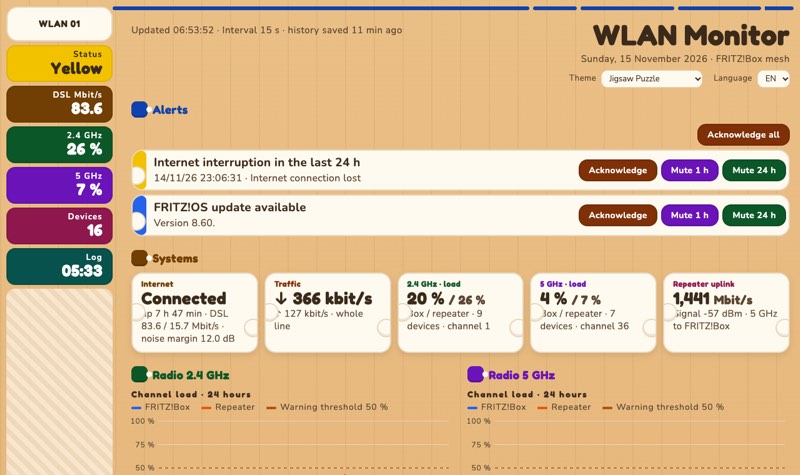 WLAN 01
Status
Yellow
DSL Mbit/s
83.6
2.4 GHz
26 %
5 GHz
7 %
Devices
16
Log
05:33
Updated 06:53:52 · Interval 15 s · history saved 11 min ago
WLAN Monitor
Sunday, 15 November 2026 · FRITZ!Box mesh
Theme Jigsaw Puzzle Language EN
Alerts
Acknowledge all
Internet interruption in the last 24 h
14/11/26 23:06:31 · Internet connection lost
Acknowledge Mute 1 h Mute 24 h
FRITZ!OS update available
Version 8.60.
Acknowledge Mute 1 h Mute 24 h
Systems
Internet
Connected
up 7 h 47 min · DSL
83.6 / 15.7 Mbit/s ·
noise margin 12.0 dB
Traffic
↓ 366 kbit/s
↑ 127 kbit/s · whole
line
2.4 GHz · load
20 % / 26 %
Box / repeater · 9
devices · channel 1
5 GHz · load
4 % / 7 %
Box / repeater · 7
devices · channel 36
Repeater uplink
1,441 Mbit/s
Signal -57 dBm · 5 GHz
to FRITZ!Box
Radio 2.4 GHz
Channel load · 24 hours
FRITZ!Box Repeater Warning threshold 50 %
100 %
75 %
50 %
Radio 5 GHz
Channel load · 24 hours
FRITZ!Box Repeater Warning threshold 50 %
100 %
75 %
50 %